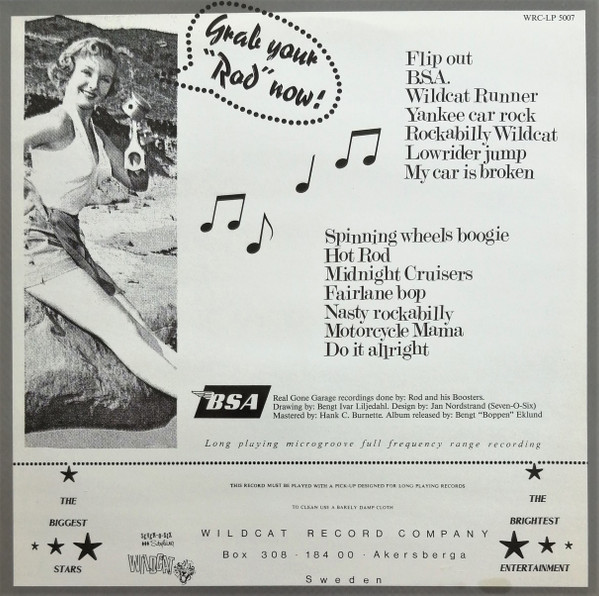 WRC-LP 5007
Grab your
"Rod" now!
Flip out
B.S.A.
Wildcat Runner
Yankee car rock
Rockabilly Wildcat
Lowrider jump
My car is broken
Spinning wheels boogie
Hot Rod
Midnight Cruisers
Fairlane bop
Nasty rockabilly
Motorcycle Mama
Do it allright
BSA
Real Gone Garage recordings done by: Rod and his Boosters.
Drawing by: Bengt Ivar Liljedahl. Design by: Jan Nordstrand (Seven-O-Six)
Mastered by: Hank C. Burnette. Album released by: Bengt "Boppen" Eklund
Long playing microgroove full frequency range recording
THIS RECORD MUST BE PLAYED WITH A PICK-UP DESIGNED FOR LONG PLAYING RECORDS
TO CLEAN USE A BARELY DAMP CLOTH
THE
BIGGEST
STARS
SEVEN-O-SIX
WILDCAT
WILDCAT RECORD COMPANY
Box 308 · 184 00 · Akersberga
Sweden
THE
BRIGHTEST
ENTERTAINMENT